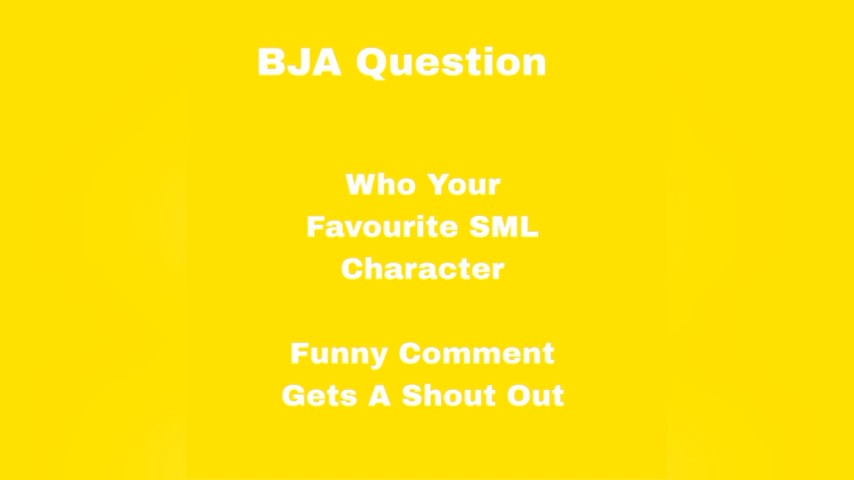 BJA Question
Who Your
Favourite SML
Character
Funny Comment
Gets A Shout Out